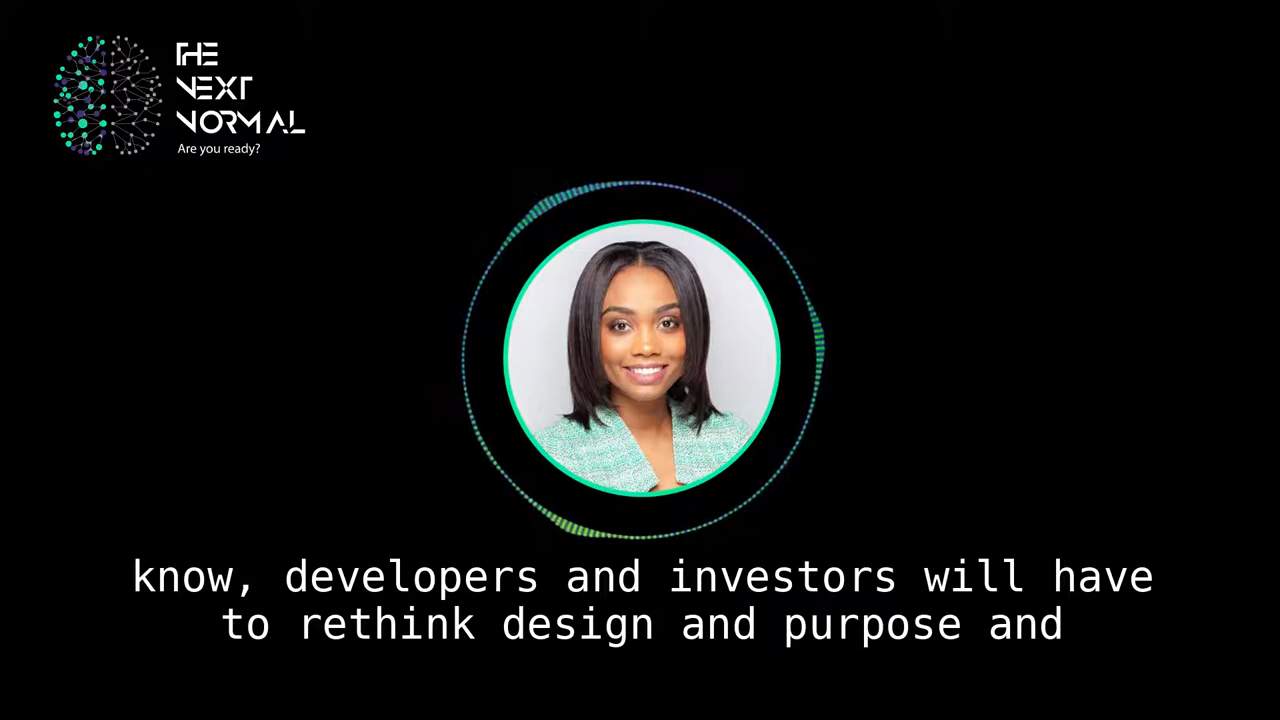 THE
NEXT
NORMAL
Are you ready?
know, developers and investors will have
to rethink design and purpose and